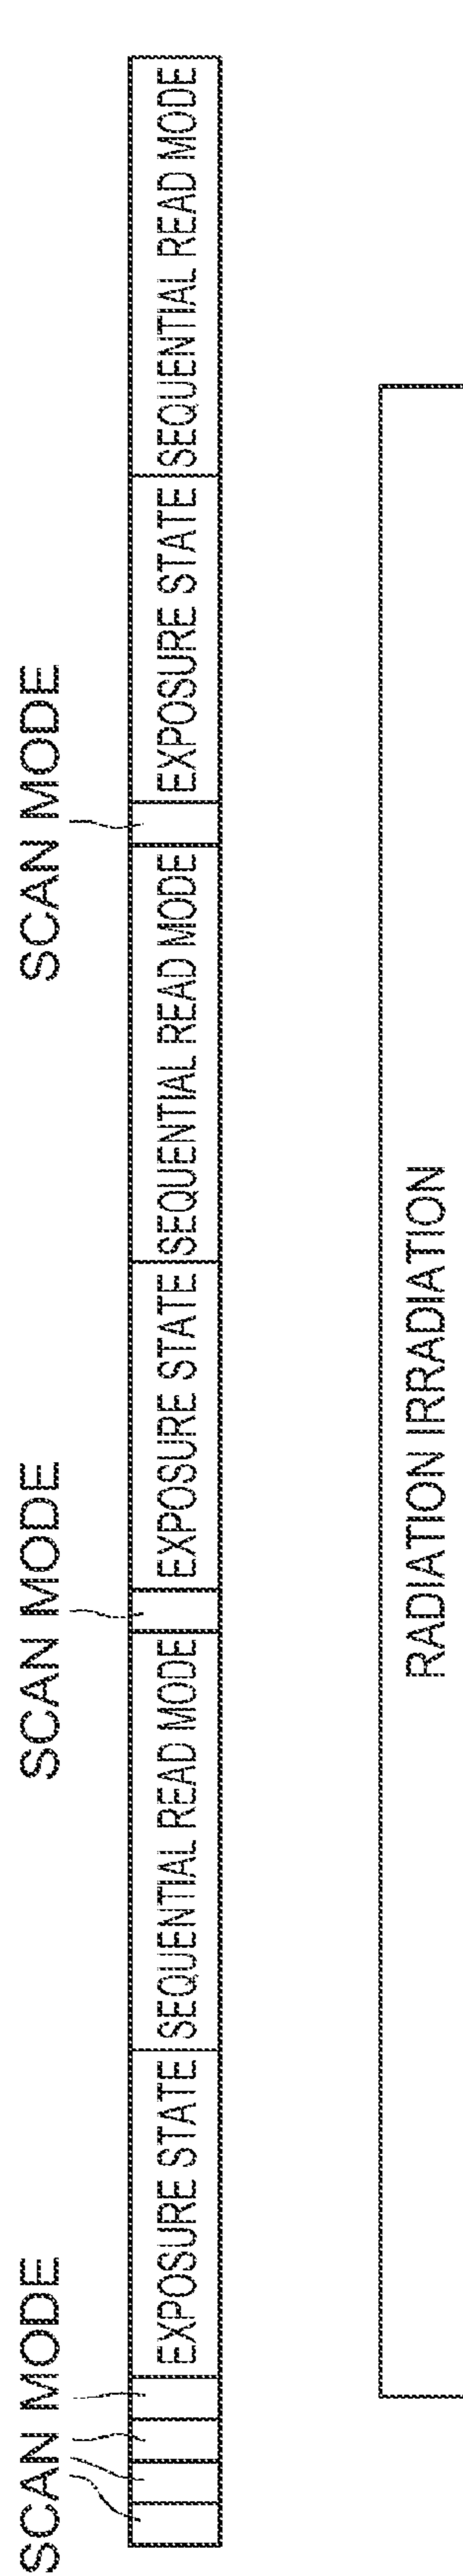 SCAN MODE
SCAN MODE
SCAN MODE
EXPOSURE STATE
SEQUENTIAL READ MODE
EXPOSURE STATE
SEQUENTIAL READ MODE
EXPOSURE STATE
SEQUENTIAL READ MODE
RADIATION IRRADIATION